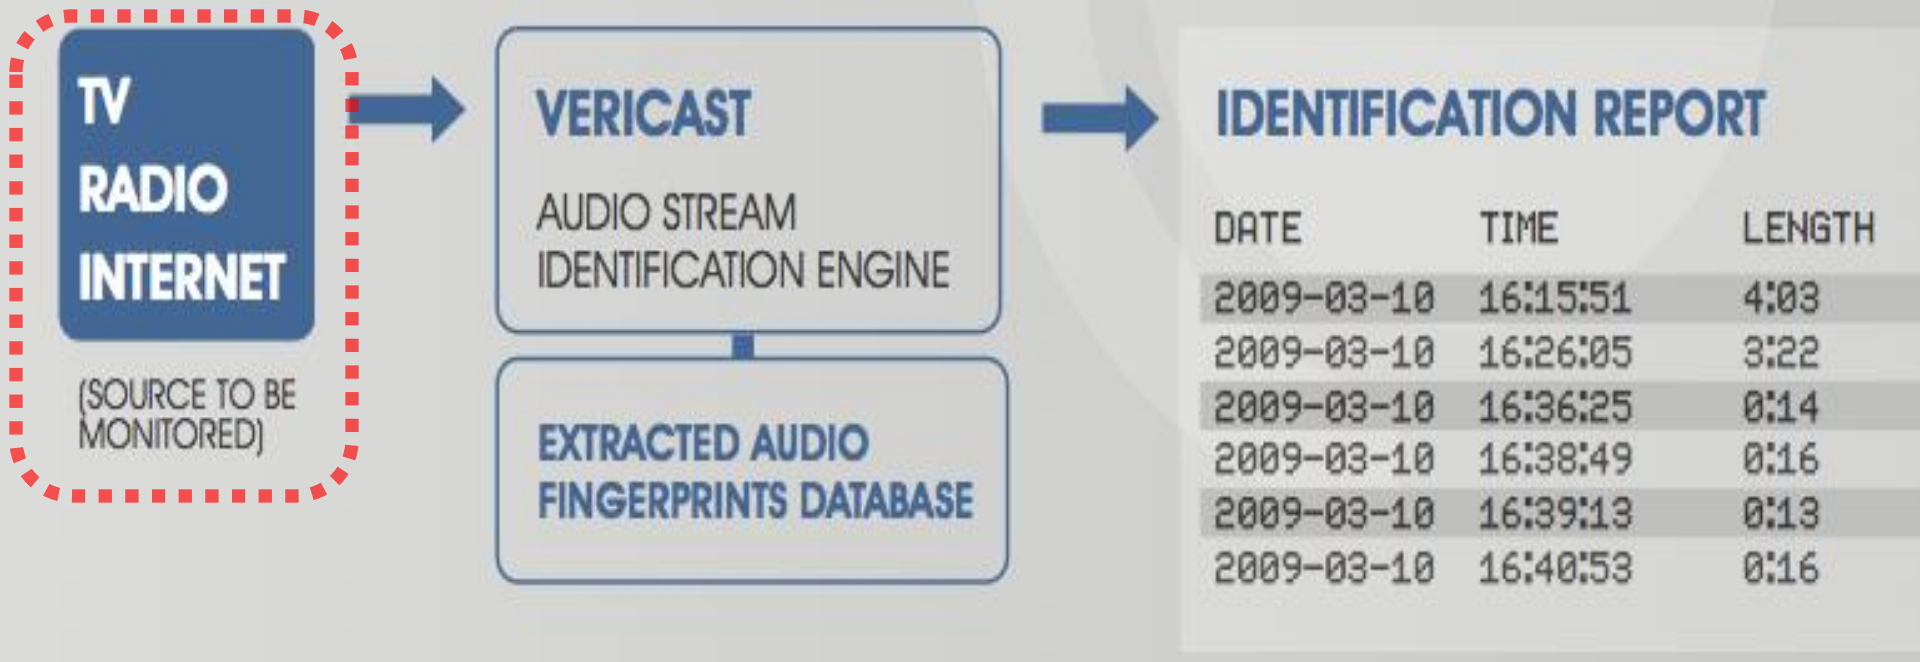 TV
RADIO
INTERNET
(SOURCE TO BE
MONITORED)
VERICAST
AUDIO STREAM
IDENTIFICATION ENGINE
EXTRACTED AUDIO
FINGERPRINTS DATABASE
IDENTIFICATION REPORT
DATE TIME LENGTH
2009-03-10 16:15:51 4:03
2009-03-10 16:26:05 3:22
2009-03-10 16:36:25 0:14
2009-03-10 16:38:49 0:16
2009-03-10 16:39:13 0:13
2009-03-10 16:40:53 0:16